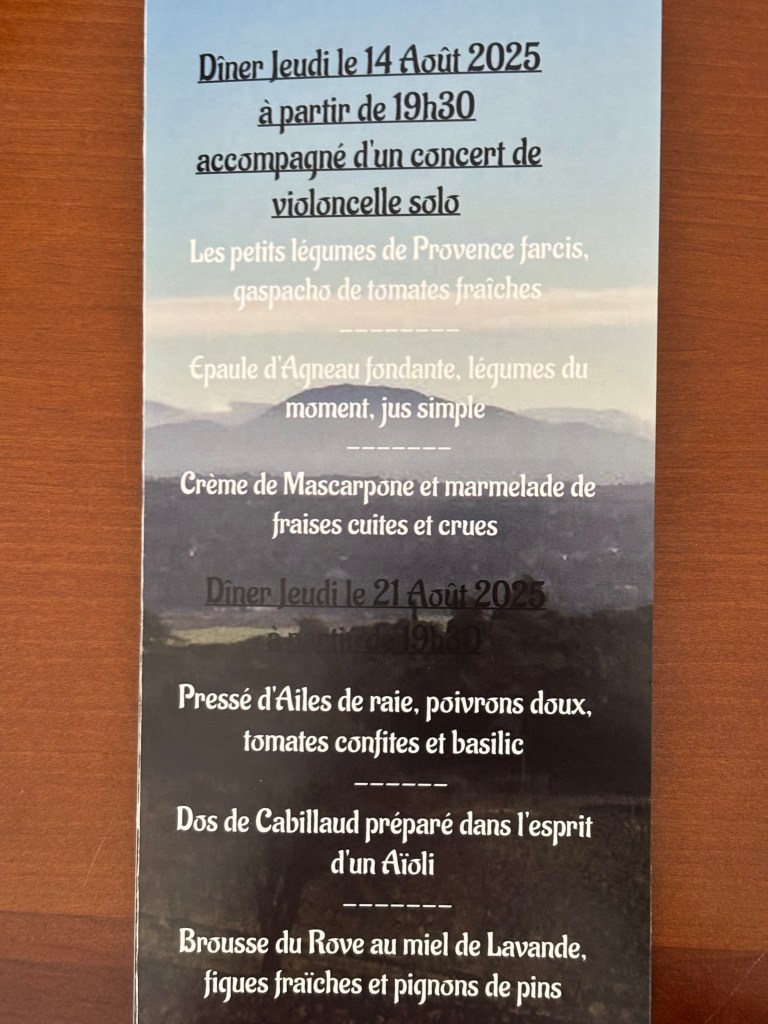 Dîner Jeudi le 14 Août 2025
à partir de 19h30
accompagné d'un concert de
violoncelle solo
Les petits légumes de Provence farcis,
gaspacho de tomates fraîches
--------
Epaule d'Agneau fondante, légumes du
moment, jus simple
-------
Crème de Mascarpone et marmelade de
fraises cuites et crues
Dîner Jeudi le 21 Août 2025
à partir de 19h30
Pressé d'Ailes de raie, poivrons doux,
tomates confites et basilic
------
Dos de Cabillaud préparé dans l'esprit
d'un Aïoli
-------
Brousse du Rove au miel de Lavande,
figues fraïches et pignons de pins